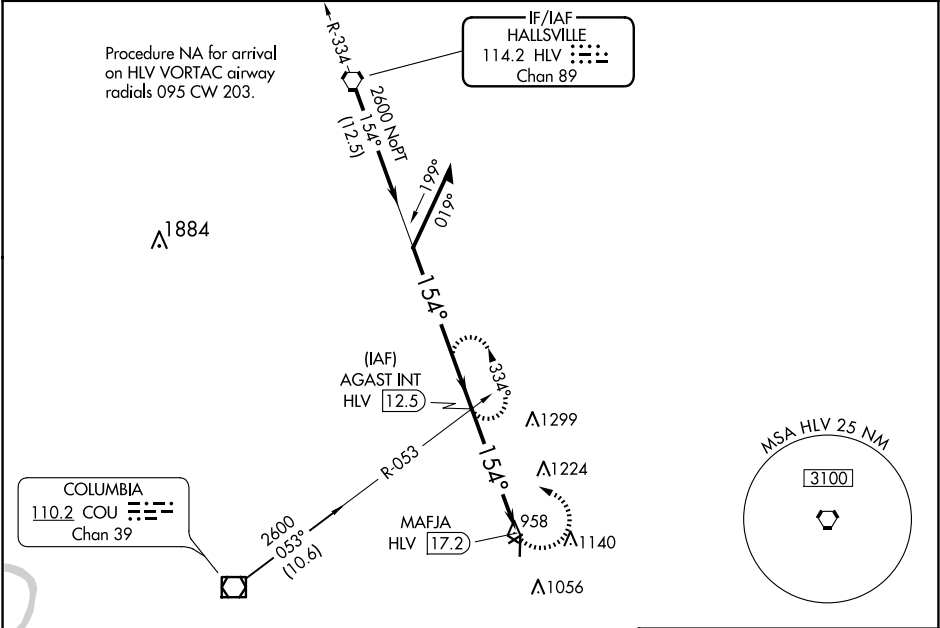 Procedure NA for arrival
on HLV VORTAC airway
radials 095 CW 203.
R-334
IF/IAF
HALLSVILLE
114.2 HLV
Chan 89
2600 NoPT
154°
(12.5)
199°
019°
1884
154°
(IAF)
AGAST INT
HLV 12.5
334°
1299
R-053
154°
1224
MSA HLV 25 NM
3100
COLUMBIA
110.2 COU
Chan 39
2600
053°
(10.6)
MAFJA
HLV 17.2
958
1140
1056